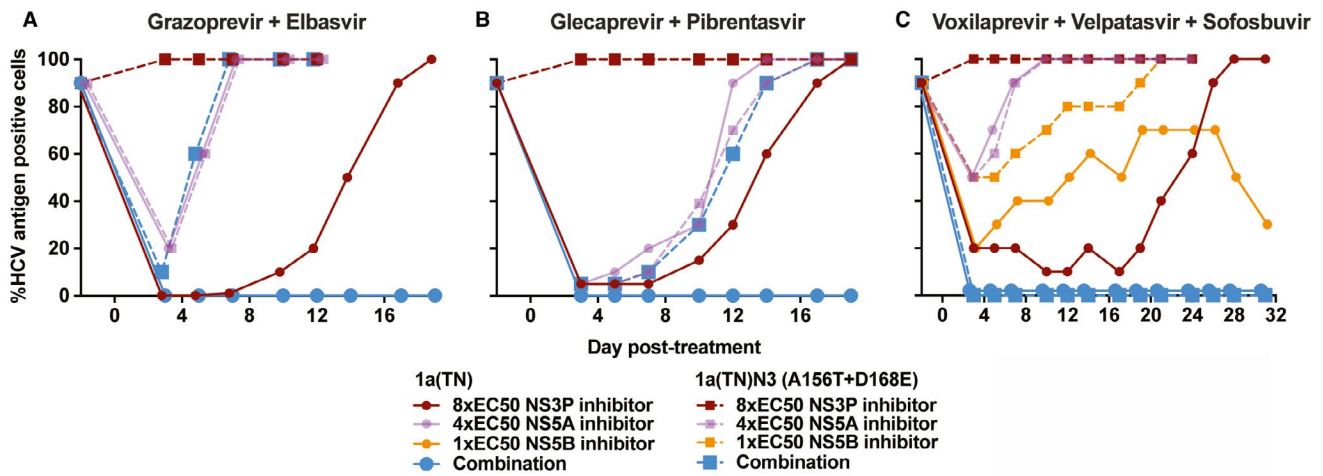 A Grazoprevir + Elbasvir
B Glecaprevir + Pibrentasvir
C Voxilaprevir + Velpatasvir + Sofosbuvir
%HCV antigen positive cells
100
80
60
40
20
0
0 4 8 12 16
0 4 8 12 16
0 4 8 12 16 20 24 28 32
Day post-treatment
1a(TN)
8xEC50 NS3P inhibitor
4xEC50 NS5A inhibitor
1xEC50 NS5B inhibitor
Combination
1a(TN)N3 (A156T+D168E)
8xEC50 NS3P inhibitor
4xEC50 NS5A inhibitor
1xEC50 NS5B inhibitor
Combination